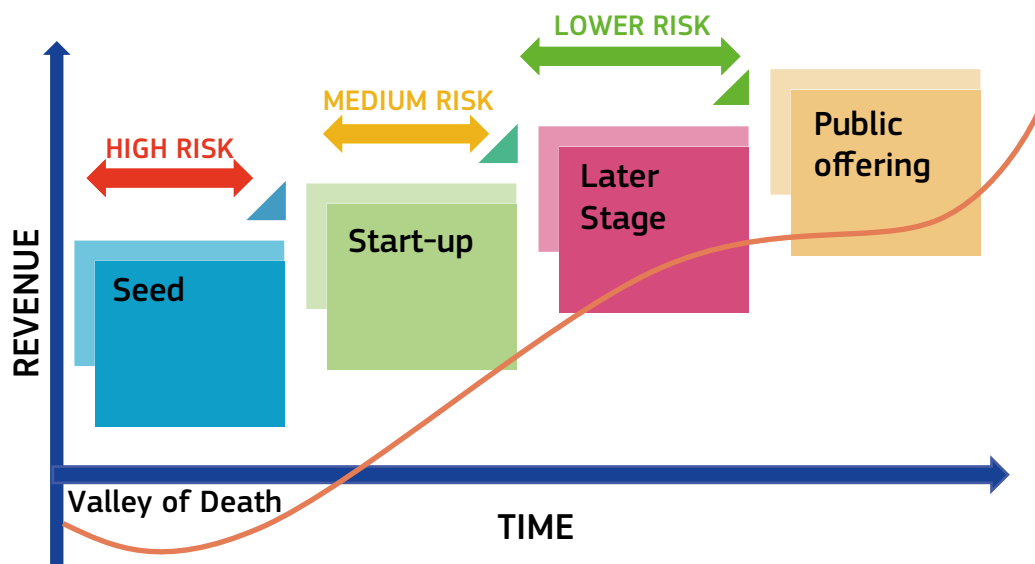 LOWER RISK
MEDIUM RISK
HIGH RISK
Public
offering
Later
Stage
Start-up
Seed
REVENUE
Valley of Death
TIME